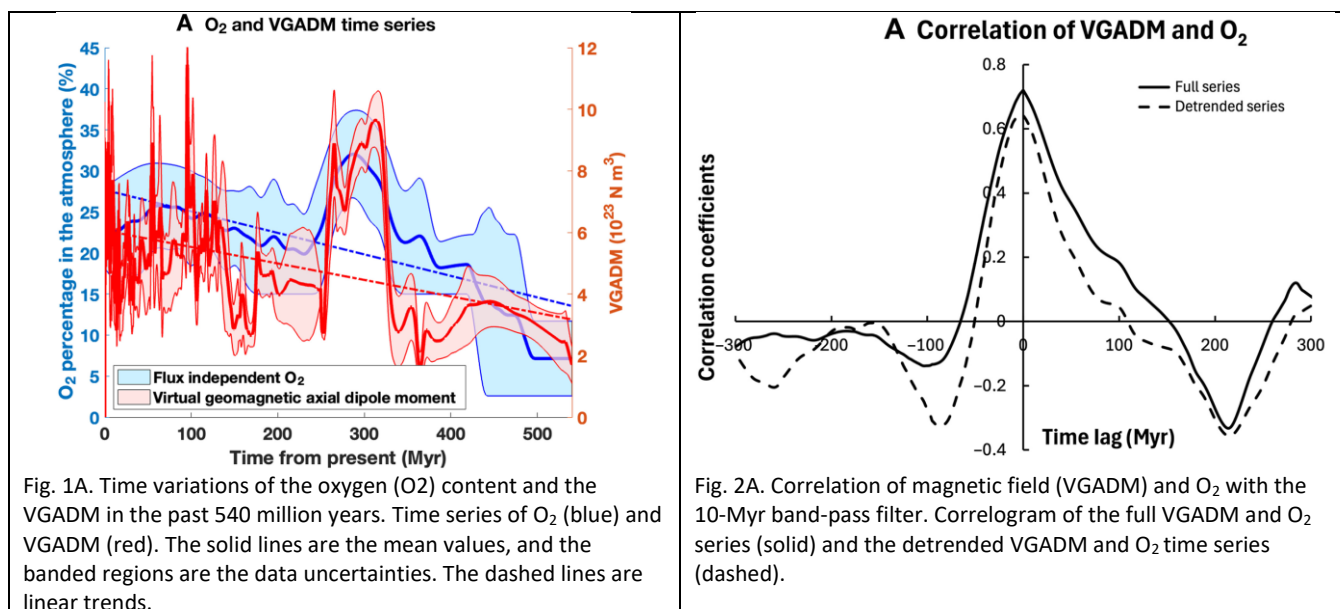 A O₂ and VGADM time series
45
40
35
30
25
20
15
10
5
0
O₂ percentage in the atmosphere (%)
12
10
8
6
4
2
0
VGADM (10²³ N m³)
Flux independent O₂
Virtual geomagnetic axial dipole moment
0 100 200 300 400 500
Time from present (Myr)
Fig. 1A. Time variations of the oxygen (O2) content and the
VGADM in the past 540 million years. Time series of O₂ (blue) and
VGADM (red). The solid lines are the mean values, and the
banded regions are the data uncertainties. The dashed lines are
linear trends.
A Correlation of VGADM and O₂
0.8
0.6
0.4
0.2
0
−0.2
−0.4
Full series
Detrended series
Correlation coefficients
−300 −200 −100 0 100 200 300
Time lag (Myr)
Fig. 2A. Correlation of magnetic field (VGADM) and O₂ with the
10-Myr band-pass filter. Correlogram of the full VGADM and O₂
series (solid) and the detrended VGADM and O₂ time series
(dashed).